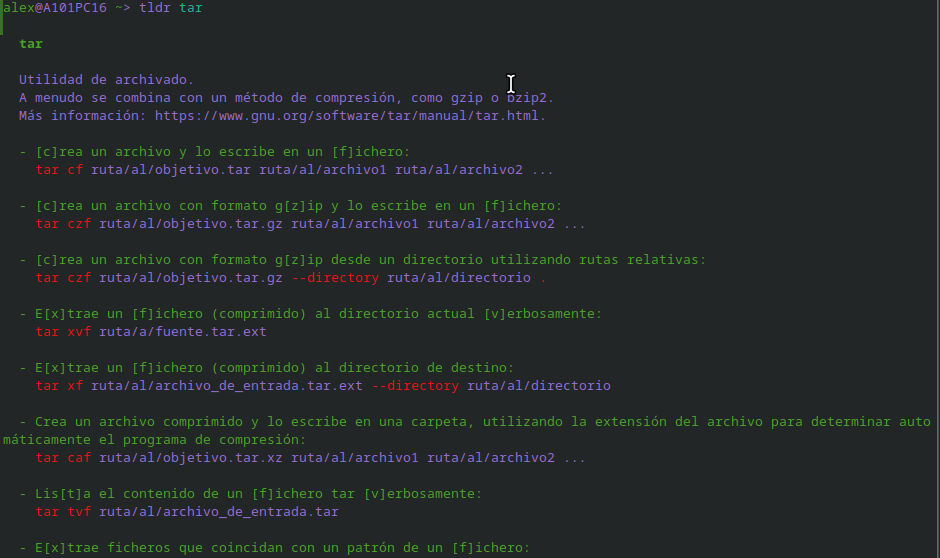 alex@A101PC16 ~> tldr tar
tar
Utilidad de archivado.
A menudo se combina con un método de compresión, como gzip o bzip2.
Más información: https://www.gnu.org/software/tar/manual/tar.html.
- [c]rea un archivo y lo escribe en un [f]ichero:
tar cf ruta/al/objetivo.tar ruta/al/archivo1 ruta/al/archivo2 ...
- [c]rea un archivo con formato g[z]ip y lo escribe en un [f]ichero:
tar czf ruta/al/objetivo.tar.gz ruta/al/archivo1 ruta/al/archivo2 ...
- [c]rea un archivo con formato g[z]ip desde un directorio utilizando rutas relativas:
tar czf ruta/al/objetivo.tar.gz --directory ruta/al/directorio .
- E[x]trae un [f]ichero (comprimido) al directorio actual [v]erbosamente:
tar xvf ruta/a/fuente.tar.ext
- E[x]trae un [f]ichero (comprimido) al directorio de destino:
tar xf ruta/al/archivo_de_entrada.tar.ext --directory ruta/al/directorio
- Crea un archivo comprimido y lo escribe en una carpeta, utilizando la extensión del archivo para determinar auto
máticamente el programa de compresión:
tar caf ruta/al/objetivo.tar.xz ruta/al/archivo1 ruta/al/archivo2 ...
- Lis[t]a el contenido de un [f]ichero tar [v]erbosamente:
tar tvf ruta/al/archivo_de_entrada.tar
- E[x]trae ficheros que coincidan con un patrón de un [f]ichero: